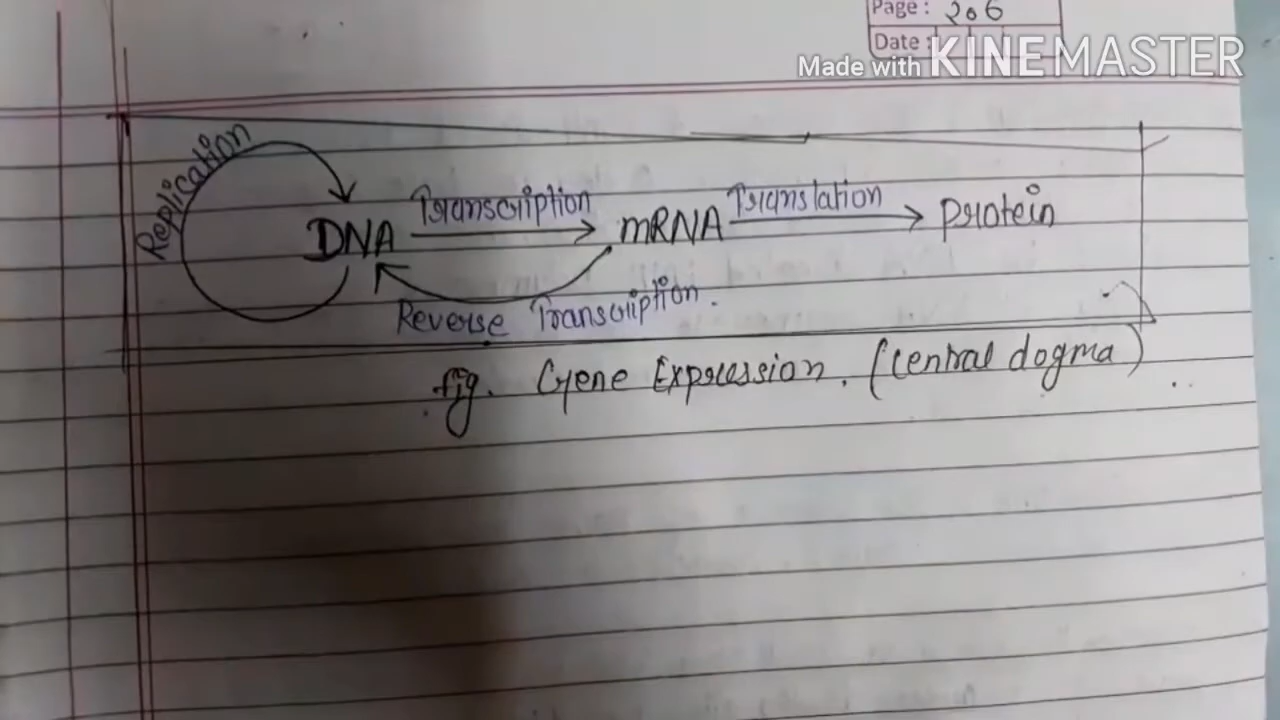 Page: 206
Date:
Made with KINEMASTER
Replication
DNA Transcription mRNA Translation protein
Reverse Transcription.
fig. Gene Expression. (Central dogma)